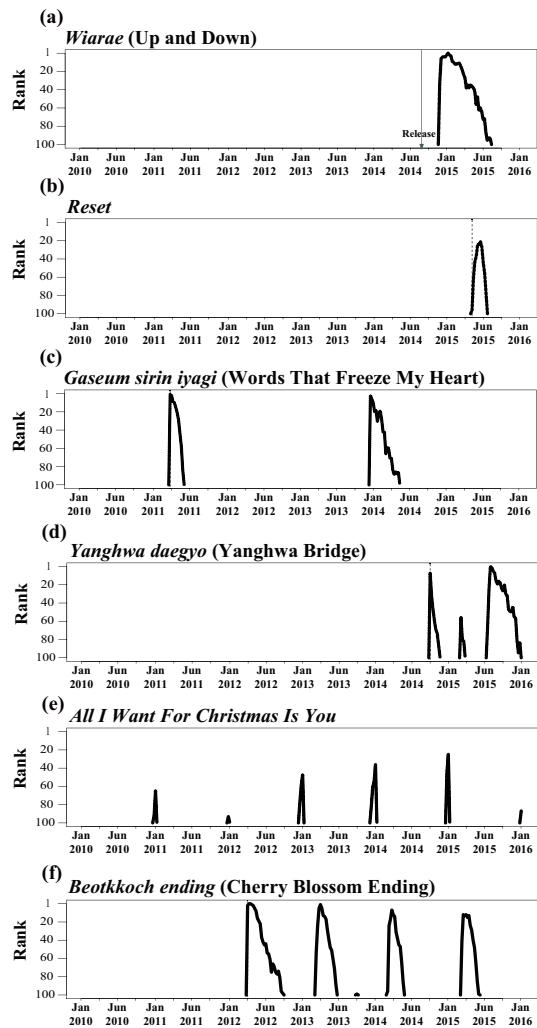 (a)
Wiarae (Up and Down)
Rank
1
20
40
60
80
100
Release
Jan Jun Jan Jun Jan Jun Jan Jun Jan Jun Jan Jun Jan
2010 2010 2011 2011 2012 2012 2013 2013 2014 2014 2015 2015 2016
(b)
Reset
Rank
1
20
40
60
80
100
Jan Jun Jan Jun Jan Jun Jan Jun Jan Jun Jan Jun Jan
2010 2010 2011 2011 2012 2012 2013 2013 2014 2014 2015 2015 2016
(c)
Gaseum sirin iyagi (Words That Freeze My Heart)
Rank
1
20
40
60
80
100
Jan Jun Jan Jun Jan Jun Jan Jun Jan Jun Jan Jun Jan
2010 2010 2011 2011 2012 2012 2013 2013 2014 2014 2015 2015 2016
(d)
Yanghwa daegyo (Yanghwa Bridge)
Rank
1
20
40
60
80
100
Jan Jun Jan Jun Jan Jun Jan Jun Jan Jun Jan Jun Jan
2010 2010 2011 2011 2012 2012 2013 2013 2014 2014 2015 2015 2016
(e)
All I Want For Christmas Is You
Rank
1
20
40
60
80
100
Jan Jun Jan Jun Jan Jun Jan Jun Jan Jun Jan Jun Jan
2010 2010 2011 2011 2012 2012 2013 2013 2014 2014 2015 2015 2016
(f)
Beotkkoch ending (Cherry Blossom Ending)
Rank
1
20
40
60
80
100
Jan Jun Jan Jun Jan Jun Jan Jun Jan Jun Jan Jun Jan
2010 2010 2011 2011 2012 2012 2013 2013 2014 2014 2015 2015 2016